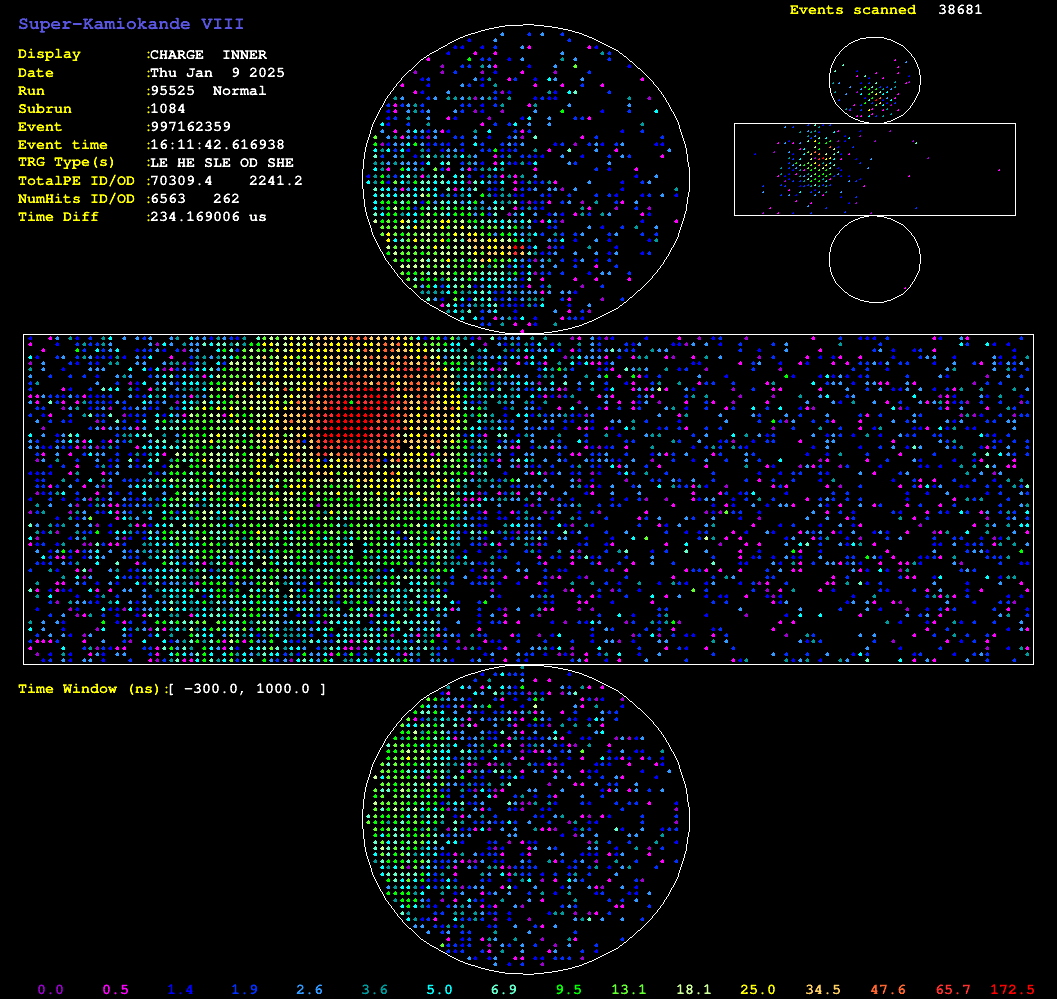 Super-Kamiokande VIII
Events scanned 38681
Display :CHARGE INNER
Date :Thu Jan 9 2025
Run :95525 Normal
Subrun :1084
Event :997162359
Event time :16:11:42.616938
TRG Type(s) :LE HE SLE OD SHE
TotalPE ID/OD :70309.4 2241.2
NumHits ID/OD :6563 262
Time Diff :234.169006 us
Time Window (ns):[ -300.0, 1000.0 ]
0.0 0.5 1.4 1.9 2.6 3.6 5.0 6.9 9.5 13.1 18.1 25.0 34.5 47.6 65.7 172.5